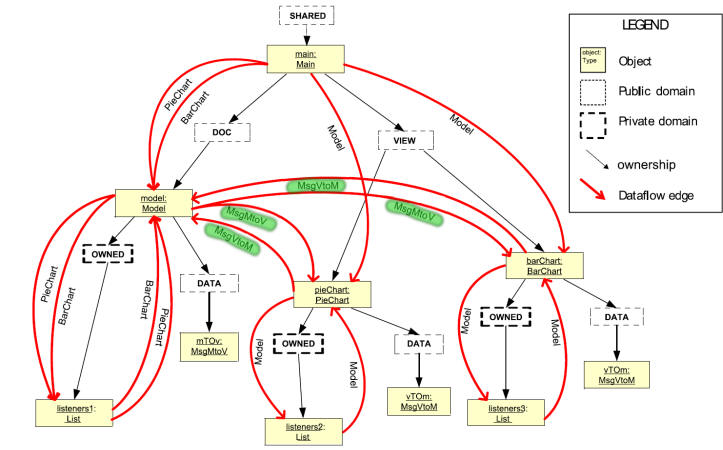 SHARED
LEGEND
main:
Main
object:
Type
Object
Public domain
Private domain
ownership
Dataflow edge
PieChart
BarChart
Model
Model
DOC
VIEW
MsgVtoM
MsgMtoV
MsgMtoV
MsgVtoM
model:
Model
OWNED
DATA
barChart:
BarChart
pieChart:
PieChart
PieChart
BarChart
BarChart
PieChart
mTOv:
MsgMtoV
Model
OWNED
Model
DATA
Model
OWNED
Model
DATA
vTOm:
MsgVtoM
vTOm:
MsgVtoM
listeners1:
List
listeners2:
List
listeners3:
List